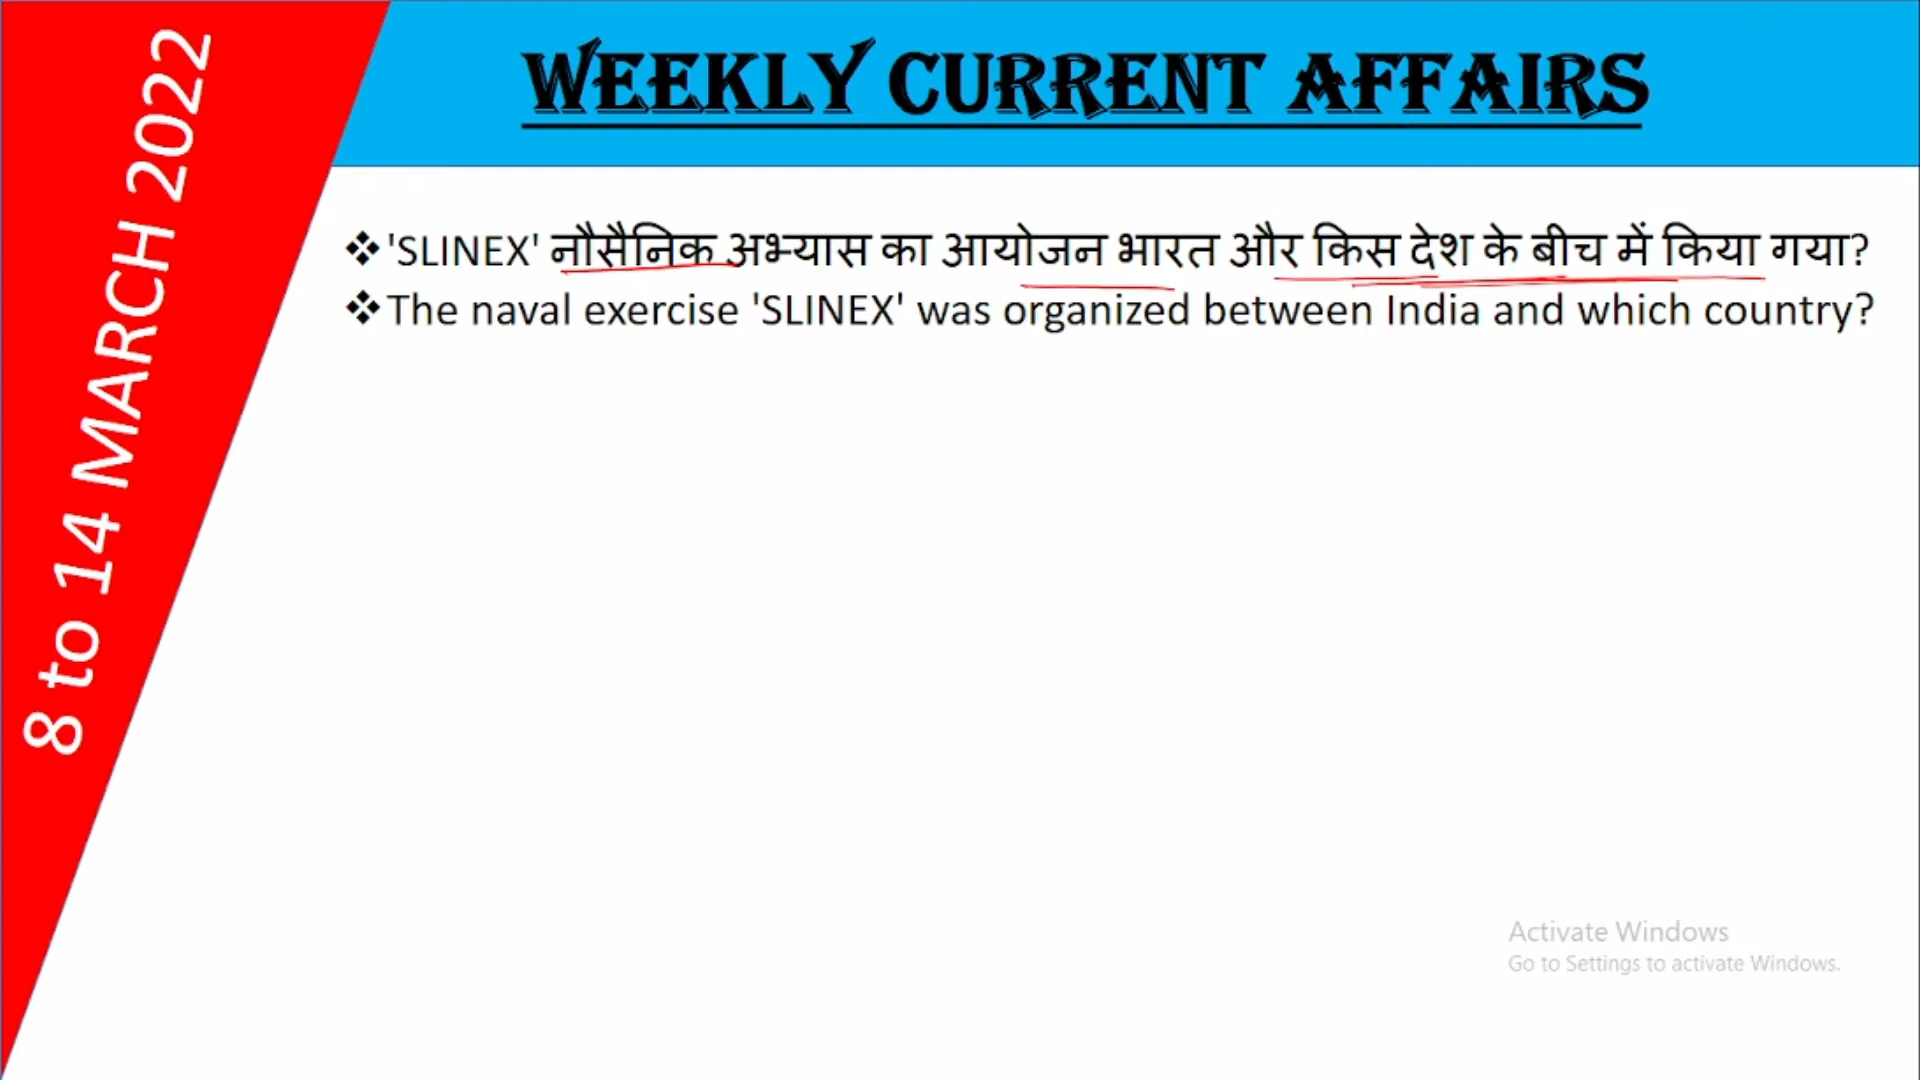 WEEKLY CURRENT AFFAIRS
8 to 14 MARCH 2022
❖'SLINEX' नौसैनिक अभ्यास का आयोजन भारत और किस देश के बीच में किया गया?
❖The naval exercise 'SLINEX' was organized between India and which country?
Activate Windows
Go to Settings to activate Windows.